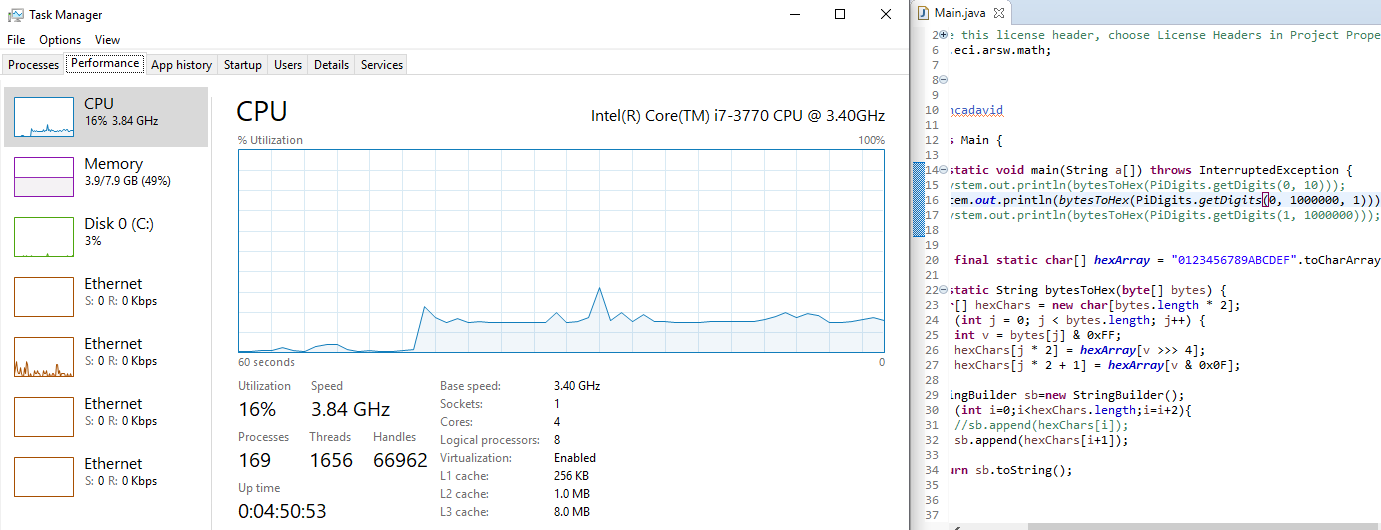 Task Manager
File Options View
Processes Performance App history Startup Users Details Services
CPU
16% 3.84 GHz
Memory
3.9/7.9 GB (49%)
Disk 0 (C:)
3%
Ethernet
S: 0 R: 0 Kbps
Ethernet
S: 0 R: 0 Kbps
Ethernet
S: 0 R: 0 Kbps
Ethernet
S: 0 R: 0 Kbps
CPU Intel(R) Core(TM) i7-3770 CPU @ 3.40GHz
% Utilization 100%
60 seconds 0
Utilization Speed
16% 3.84 GHz
Processes Threads Handles
169 1656 66962
Up time
0:04:50:53
Base speed: 3.40 GHz
Sockets: 1
Cores: 4
Logical processors: 8
Virtualization: Enabled
L1 cache: 256 KB
L2 cache: 1.0 MB
L3 cache: 8.0 MB
Main.java
2 e this license header, choose License Headers in Project Prope
6 .eci.arsw.math;
7
8
9
10 ncadavid
11
12 s Main {
13
14 static void main(String a[]) throws InterruptedException {
15 ystem.out.println(bytesToHex(PiDigits.getDigits(0, 10)));
16 tem.out.println(bytesToHex(PiDigits.getDigits(0, 1000000, 1)))
17 ystem.out.println(bytesToHex(PiDigits.getDigits(1, 1000000)));
18
19
20 final static char[] hexArray = "0123456789ABCDEF".toCharArray
21
22 static String bytesToHex(byte[] bytes) {
23 r[] hexChars = new char[bytes.length * 2];
24 (int j = 0; j < bytes.length; j++) {
25 int v = bytes[j] & 0xFF;
26 hexChars[j * 2] = hexArray[v >>> 4];
27 hexChars[j * 2 + 1] = hexArray[v & 0x0F];
28
29 ingBuilder sb=new StringBuilder();
30 (int i=0;i<hexChars.length;i=i+2){
31 //sb.append(hexChars[i]);
32 sb.append(hexChars[i+1]);
33
34 urn sb.toString();
35
36
37